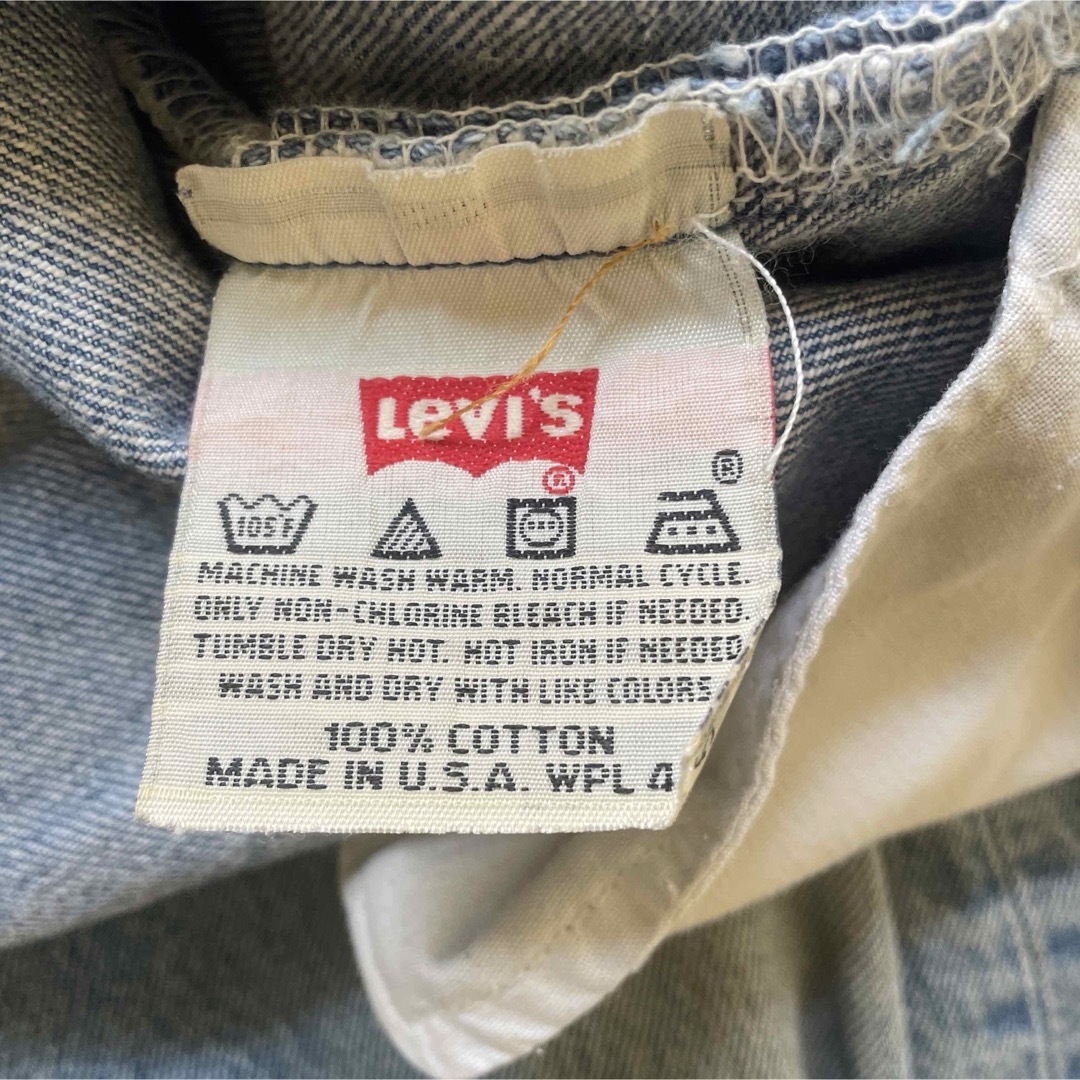 Levi's ®
®
105°F
MACHINE WASH WARM. NORMAL CYCLE.
ONLY NON-CHLORINE BLEACH IF NEEDED.
TUMBLE DRY HOT. HOT IRON IF NEEDED
WASH AND DRY WITH LIKE COLORS
100% COTTON
MADE IN U.S.A. WPL 4